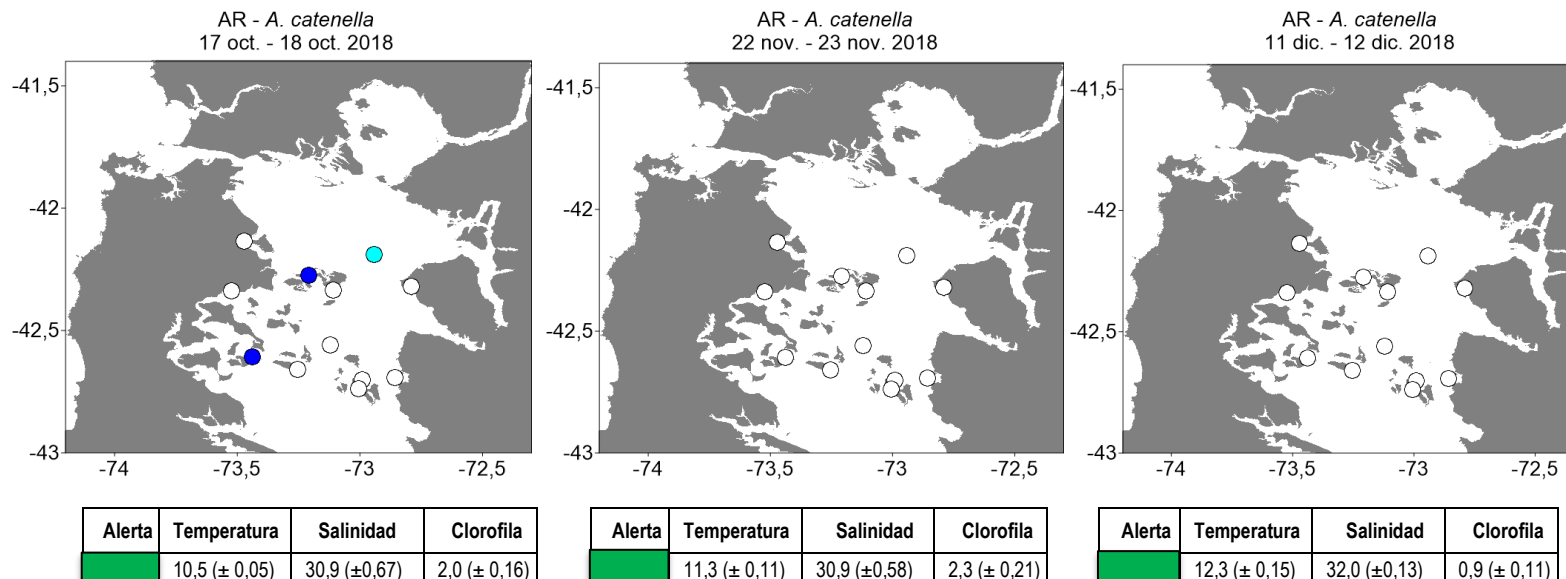 AR - A. catenella
17 oct. - 18 oct. 2018
-41,5
-42
-42,5
-43
-74
-73,5
-73
-72,5
Alerta Temperatura Salinidad Clorofila
10,5 (± 0,05) 30,9 (±0,67) 2,0 (± 0,16)
AR - A. catenella
22 nov. - 23 nov. 2018
-41,5
-42
-42,5
-43
-74
-73,5
-73
-72,5
Alerta Temperatura Salinidad Clorofila
11,3 (± 0,11) 30,9 (±0,58) 2,3 (± 0,21)
AR - A. catenella
11 dic. - 12 dic. 2018
-41,5
-42
-42,5
-43
-74
-73,5
-73
-72,5
Alerta Temperatura Salinidad Clorofila
12,3 (± 0,15) 32,0 (±0,13) 0,9 (± 0,11)